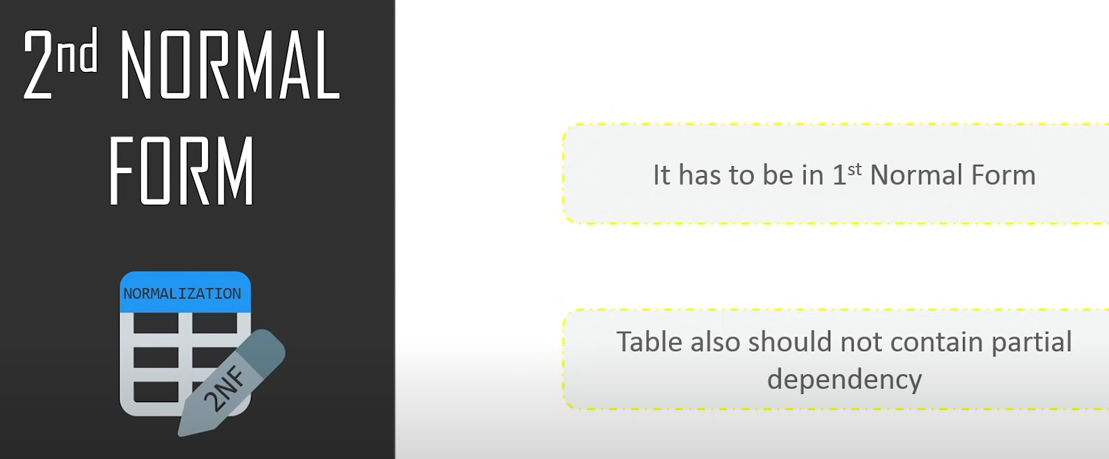 2nd NORMAL
FORM
NORMALIZATION
2NF
It has to be in 1st Normal Form
Table also should not contain partial
dependency